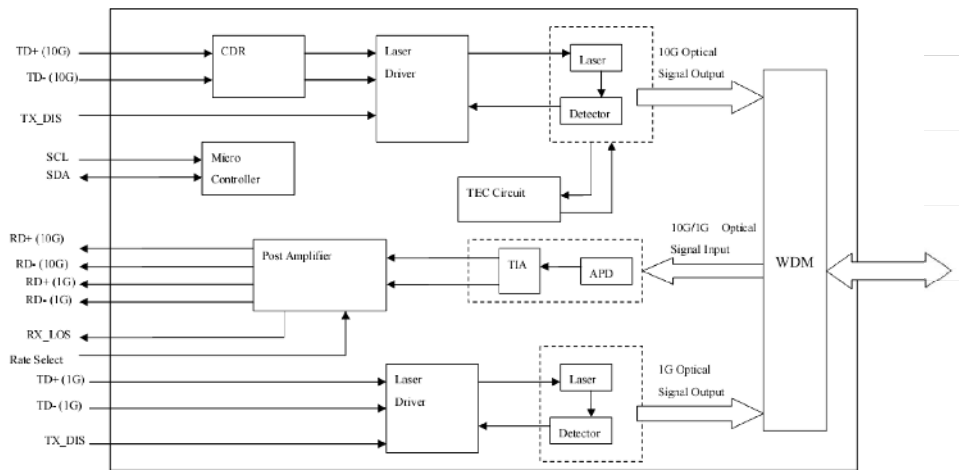 TD+ (10G)
TD- (10G)
TX_DIS
CDR
Laser
Driver
Laser
Detector
10G Optical
Signal Output
SCL
SDA
Micro
Controller
TEC Circuit
RD+ (10G)
RD- (10G)
RD+ (1G)
RD- (1G)
RX_LOS
Rate Select
Post Amplifier
TIA
APD
10G/1G Optical
Signal Input
WDM
TD+ (1G)
TD- (1G)
TX_DIS
Laser
Driver
Laser
Detector
1G Optical
Signal Output